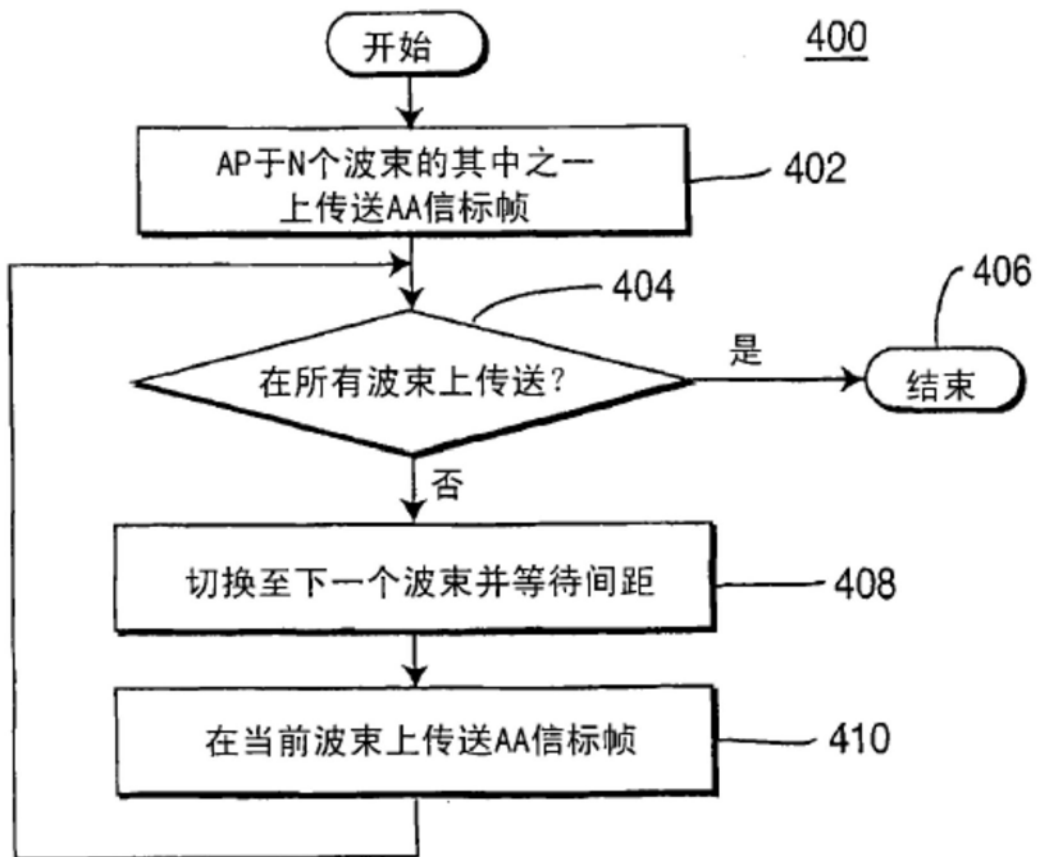 开始
400
AP于N个波束的其中之一
上传送AA信标帧
402
404
406
在所有波束上传送?
是
结束
否
切换至下一个波束并等待间距
408
在当前波束上传送AA信标帧
410